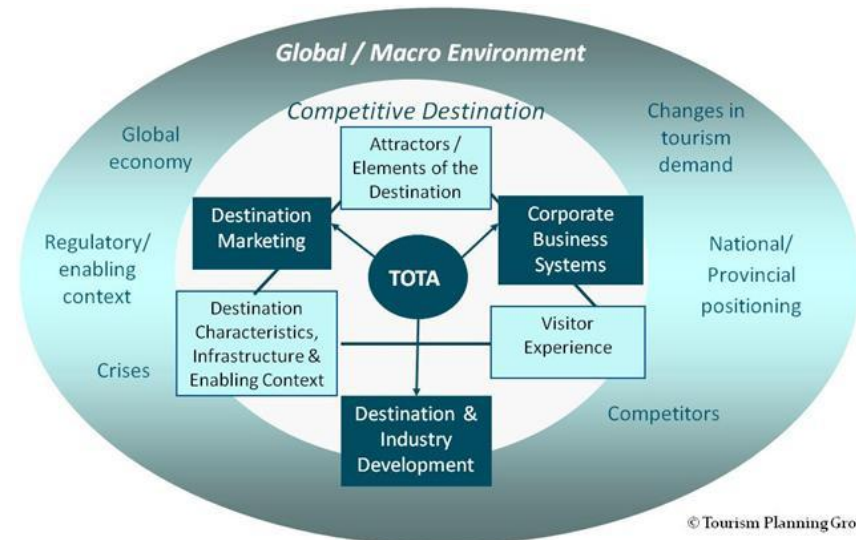 Global / Macro Environment
Competitive Destination
Global
economy
Changes in
tourism
demand
Attractors /
Elements of the
Destination
Destination
Marketing
Corporate
Business
Systems
Regulatory/
enabling
context
TOTA
National/
Provincial
positioning
Destination
Characteristics,
Infrastructure &
Enabling Context
Visitor
Experience
Crises
Competitors
Destination &
Industry
Development
© Tourism Planning Gro